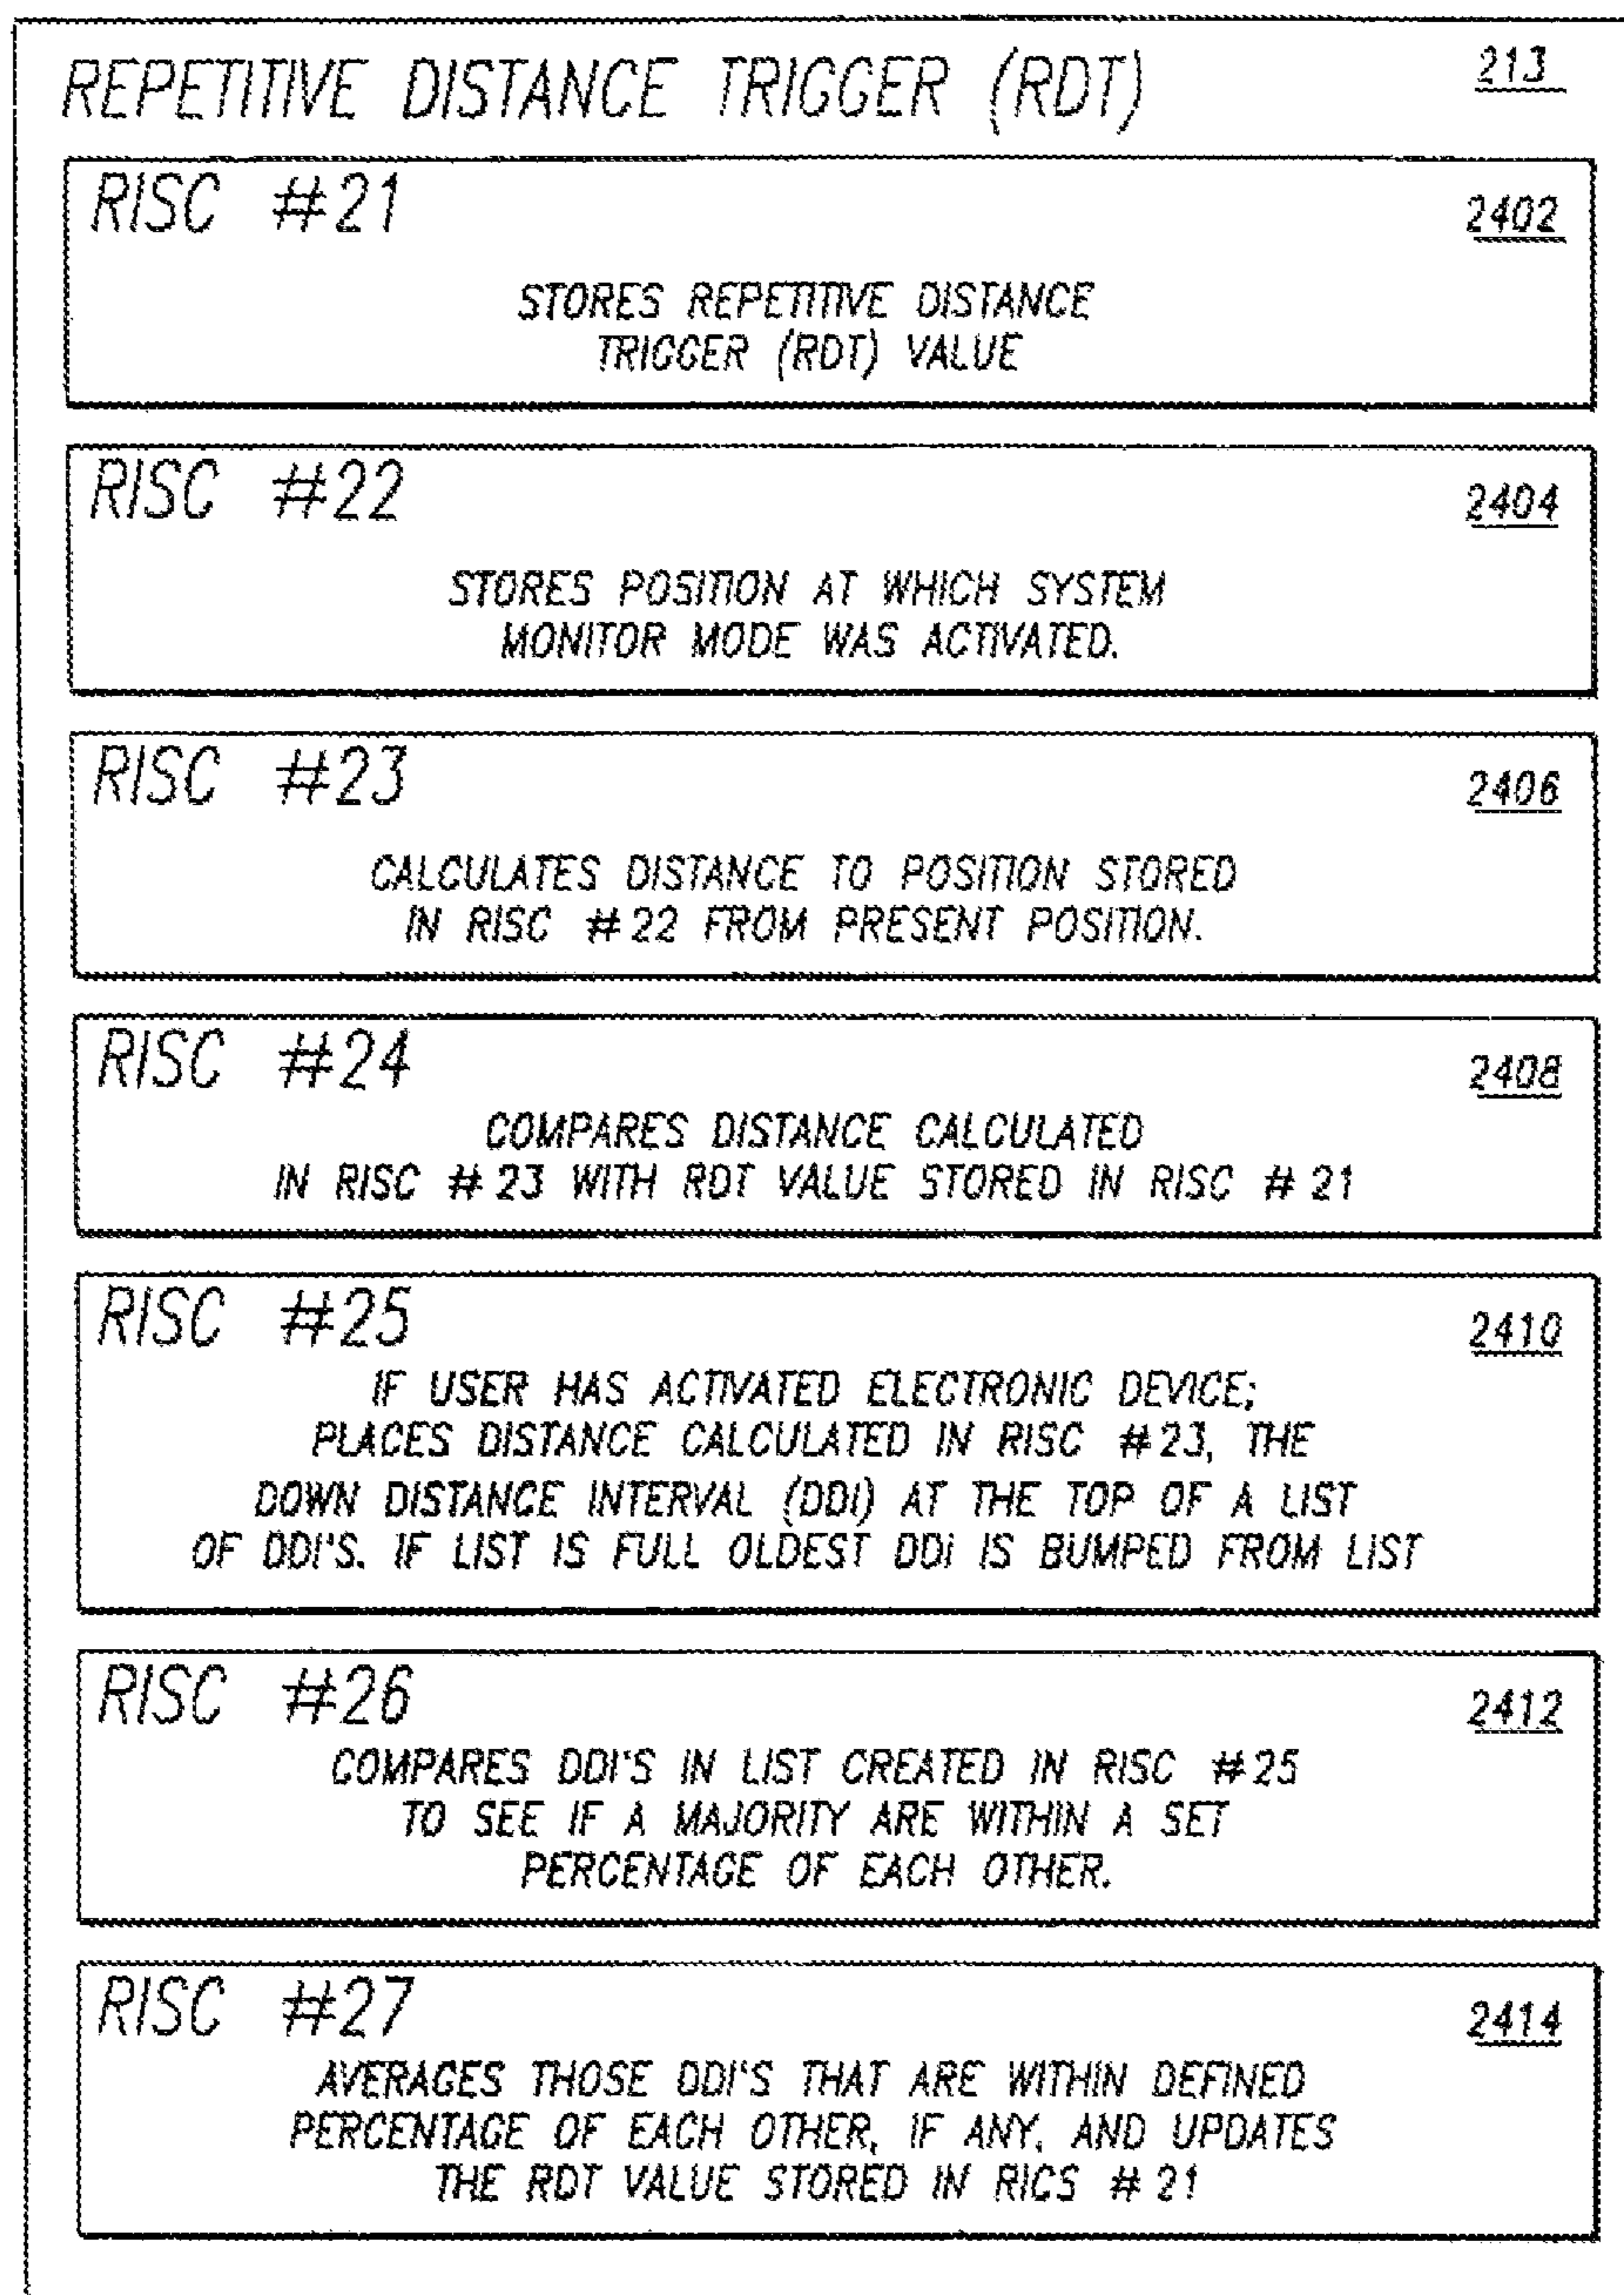 REPETITIVE DISTANCE TRIGGER (RDT) 213
RISC #21 2402
STORES REPETITIVE DISTANCE
TRIGGER (RDT) VALUE
RISC #22 2404
STORES POSITION AT WHICH SYSTEM
MONITOR MODE WAS ACTIVATED.
RISC #23 2406
CALCULATES DISTANCE TO POSITION STORED
IN RISC #22 FROM PRESENT POSITION.
RISC #24 2408
COMPARES DISTANCE CALCULATED
IN RISC #23 WITH RDT VALUE STORED IN RISC #21
RISC #25 2410
IF USER HAS ACTIVATED ELECTRONIC DEVICE;
PLACES DISTANCE CALCULATED IN RISC #23, THE
DOWN DISTANCE INTERVAL (DDI) AT THE TOP OF A LIST
OF DDI'S. IF LIST IS FULL OLDEST DDi IS BUMPED FROM LIST
RISC #26 2412
COMPARES DDI'S IN LIST CREATED IN RISC #25
TO SEE IF A MAJORITY ARE WITHIN A SET
PERCENTAGE OF EACH OTHER.
RISC #27 2414
AVERAGES THOSE DDI'S THAT ARE WITHIN DEFINED
PERCENTAGE OF EACH OTHER, IF ANY, AND UPDATES
THE RDT VALUE STORED IN RICS #21